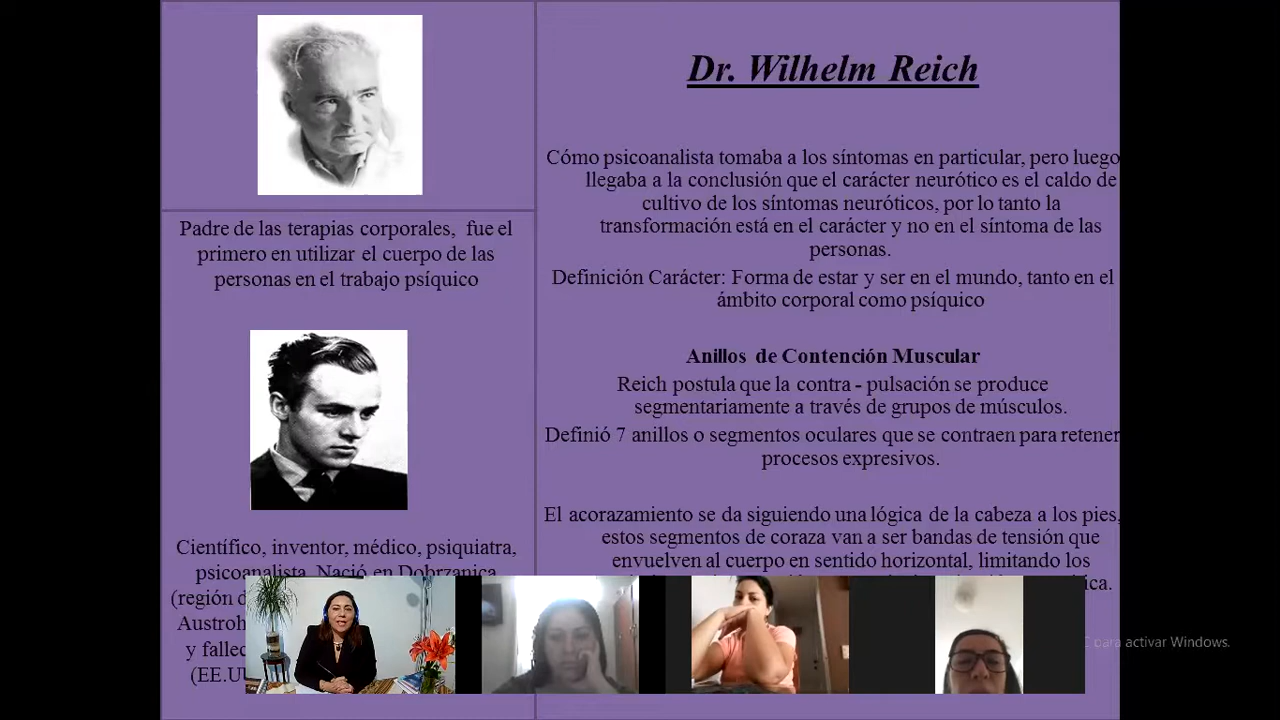 Padre de las terapias corporales, fue el
primero en utilizar el cuerpo de las
personas en el trabajo psíquico
Científico, inventor, médico, psiquiatra,
psicoanalista. Nació en Dobrzanica
(región d
Austroh
y fallec
(EE.U
Dr. Wilhelm Reich
Cómo psicoanalista tomaba a los síntomas en particular, pero luego
llegaba a la conclusión que el carácter neurótico es el caldo de
cultivo de los síntomas neuróticos, por lo tanto la
transformación está en el carácter y no en el síntoma de las
personas.
Definición Carácter: Forma de estar y ser en el mundo, tanto en el
ámbito corporal como psíquico
Anillos de Contención Muscular
Reich postula que la contra - pulsación se produce
segmentariamente a través de grupos de músculos.
Definió 7 anillos o segmentos oculares que se contraen para retener
procesos expresivos.
El acorazamiento se da siguiendo una lógica de la cabeza a los pies,
estos segmentos de coraza van a ser bandas de tensión que
envuelven al cuerpo en sentido horizontal, limitando los
para activar Windows.